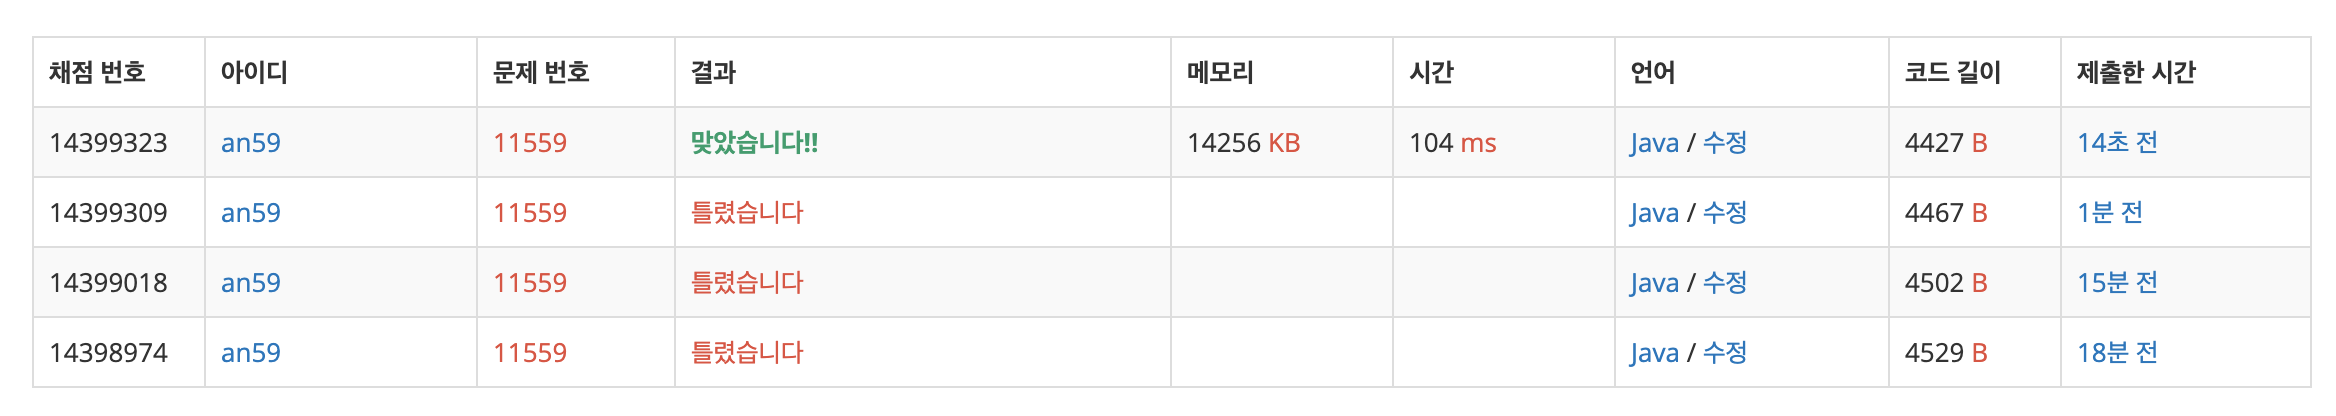 채점 번호 아이디 문제 번호 결과 메모리 시간 언어 코드 길이 제출한 시간
14399323 an59 11559 맞았습니다!! 14256 KB 104 ms Java / 수정 4427 B 14초 전
14399309 an59 11559 틀렸습니다 Java / 수정 4467 B 1분 전
14399018 an59 11559 틀렸습니다 Java / 수정 4502 B 15분 전
14398974 an59 11559 틀렸습니다 Java / 수정 4529 B 18분 전